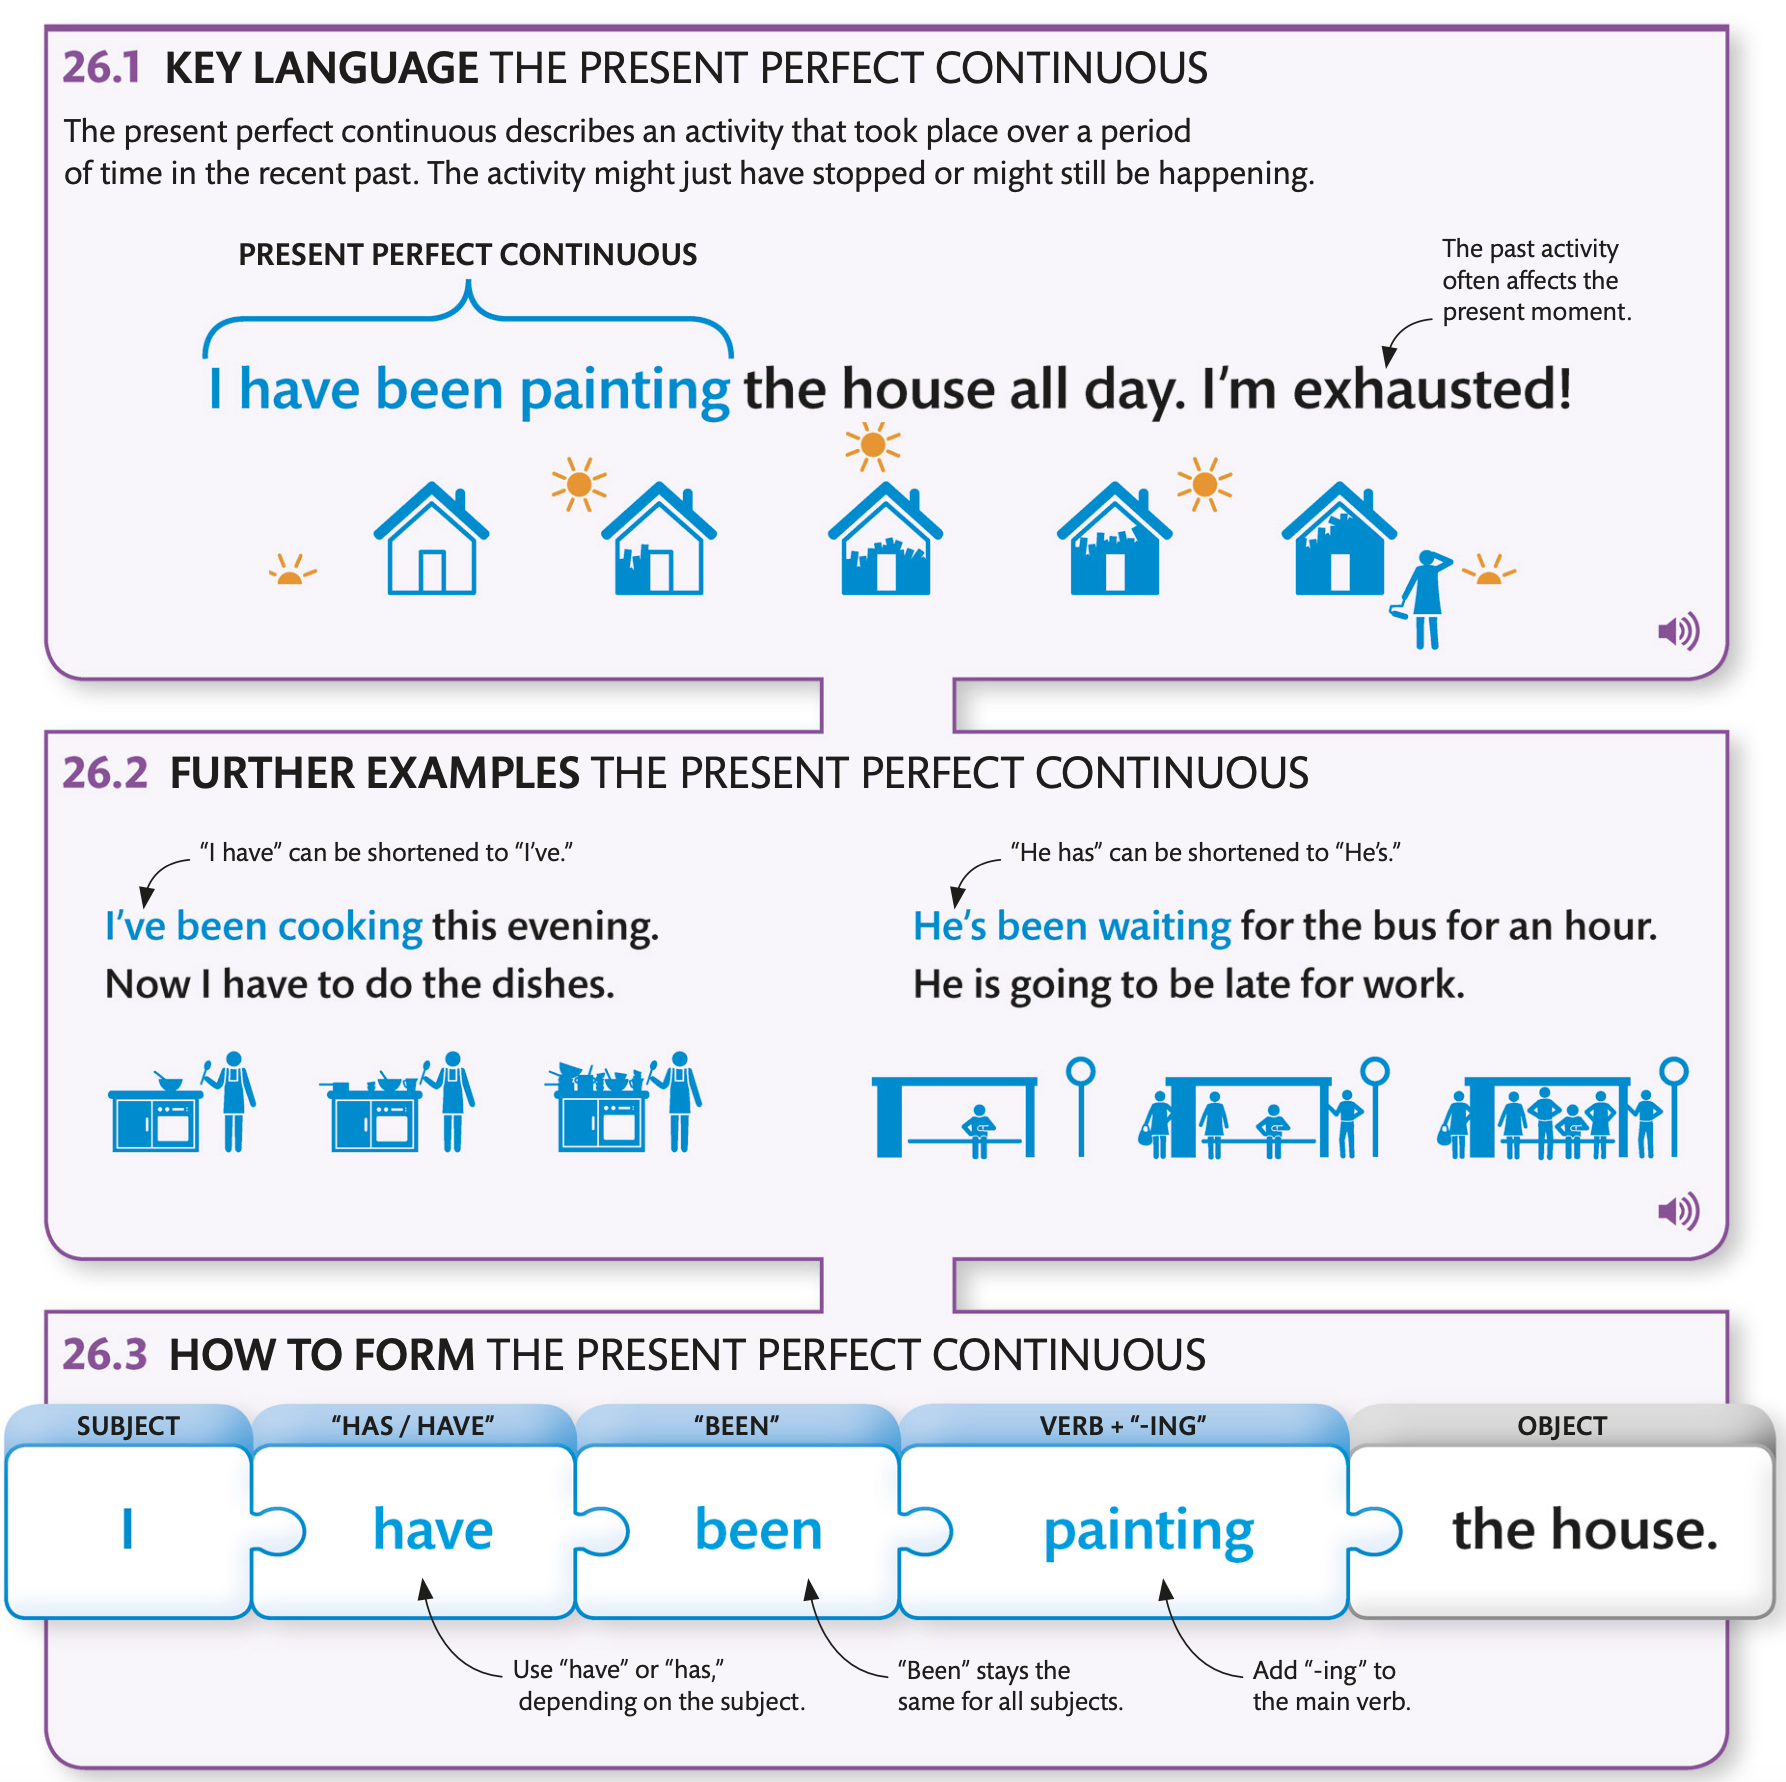 26.1 KEY LANGUAGE THE PRESENT PERFECT CONTINUOUS
The present perfect continuous describes an activity that took place over a period
of time in the recent past. The activity might just have stopped or might still be happening.
PRESENT PERFECT CONTINUOUS
The past activity
often affects the
present moment.
I have been painting the house all day. I'm exhausted!
26.2 FURTHER EXAMPLES THE PRESENT PERFECT CONTINUOUS
“I have” can be shortened to “I've.”
I've been cooking this evening.
Now I have to do the dishes.
“He has” can be shortened to “He's.”
He's been waiting for the bus for an hour.
He is going to be late for work.
26.3 HOW TO FORM THE PRESENT PERFECT CONTINUOUS
SUBJECT
“HAS / HAVE”
“BEEN”
VERB + “-ING”
OBJECT
I
have
been
painting
the house.
Use “have” or “has,”
depending on the subject.
“Been” stays the
same for all subjects.
Add “-ing” to
the main verb.